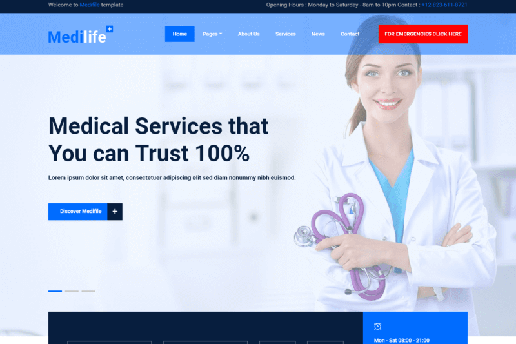 Welcome to Medilife template
Opening Hours : Monday to Saturday - 8am to 10pm Contact :
Medilife
Home
Pages
About Us
Services
News
Contact
FOR EMERGENCIES CLICK HERE
Medical Services that
You can Trust 100%
Lorem ipsum dolor sit amet, consectetuer adipiscing elit sed diam nonummy nibh euismod
Discover Medifile +
Mon - Sat 08:00 - 21:00